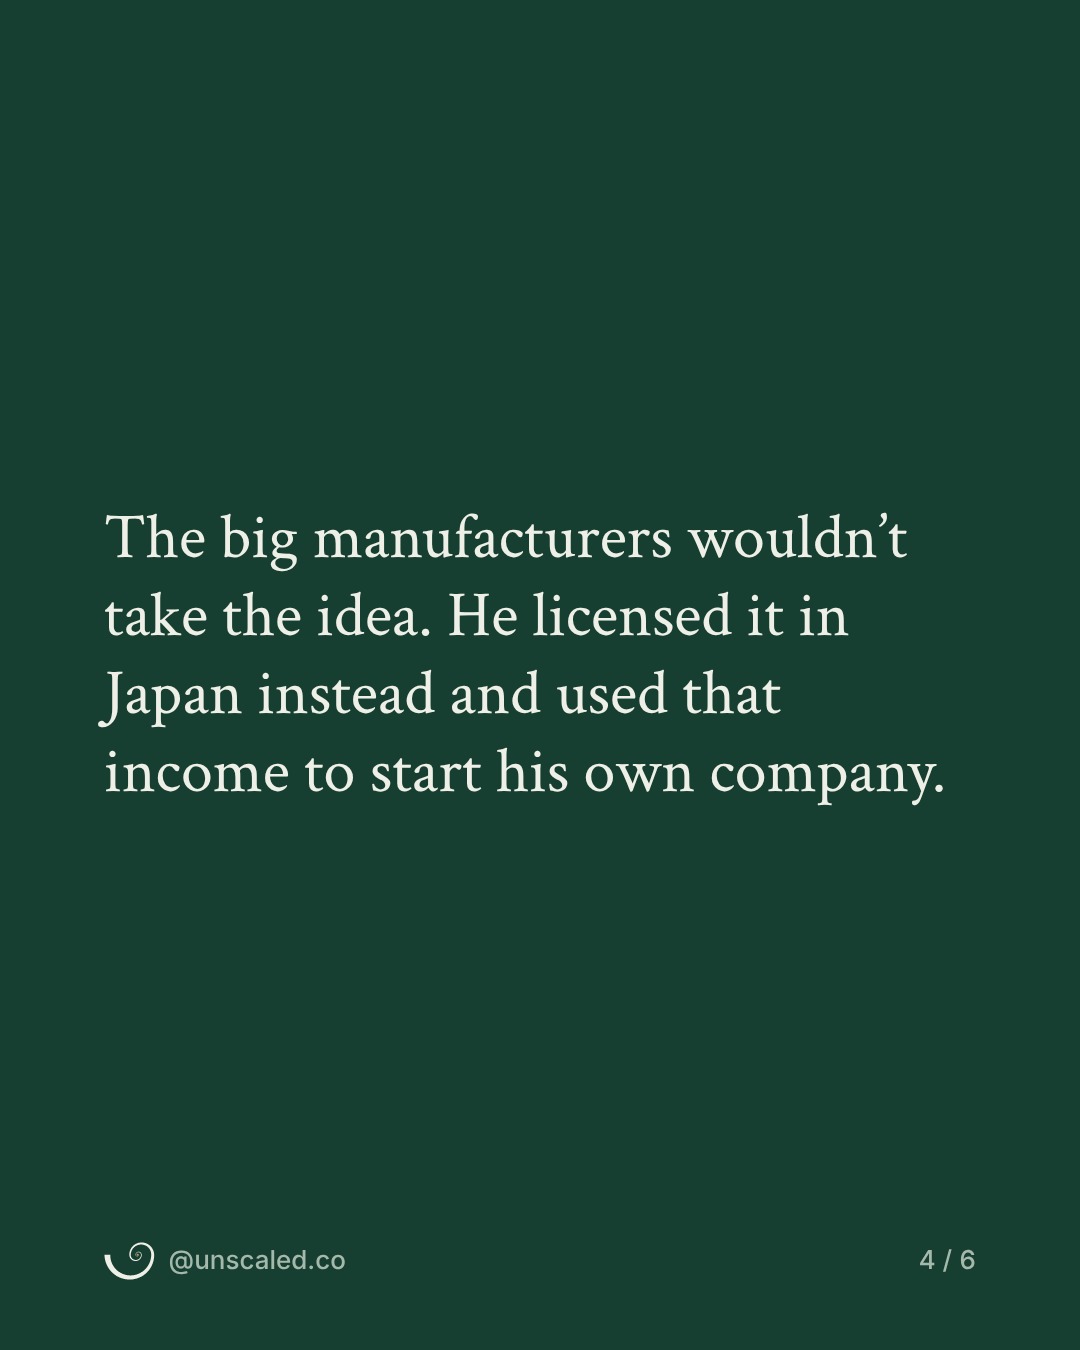 The big manufacturers wouldn’t
take the idea. He licensed it in
Japan instead and used that
income to start his own company.
@unscaled.co
4 / 6